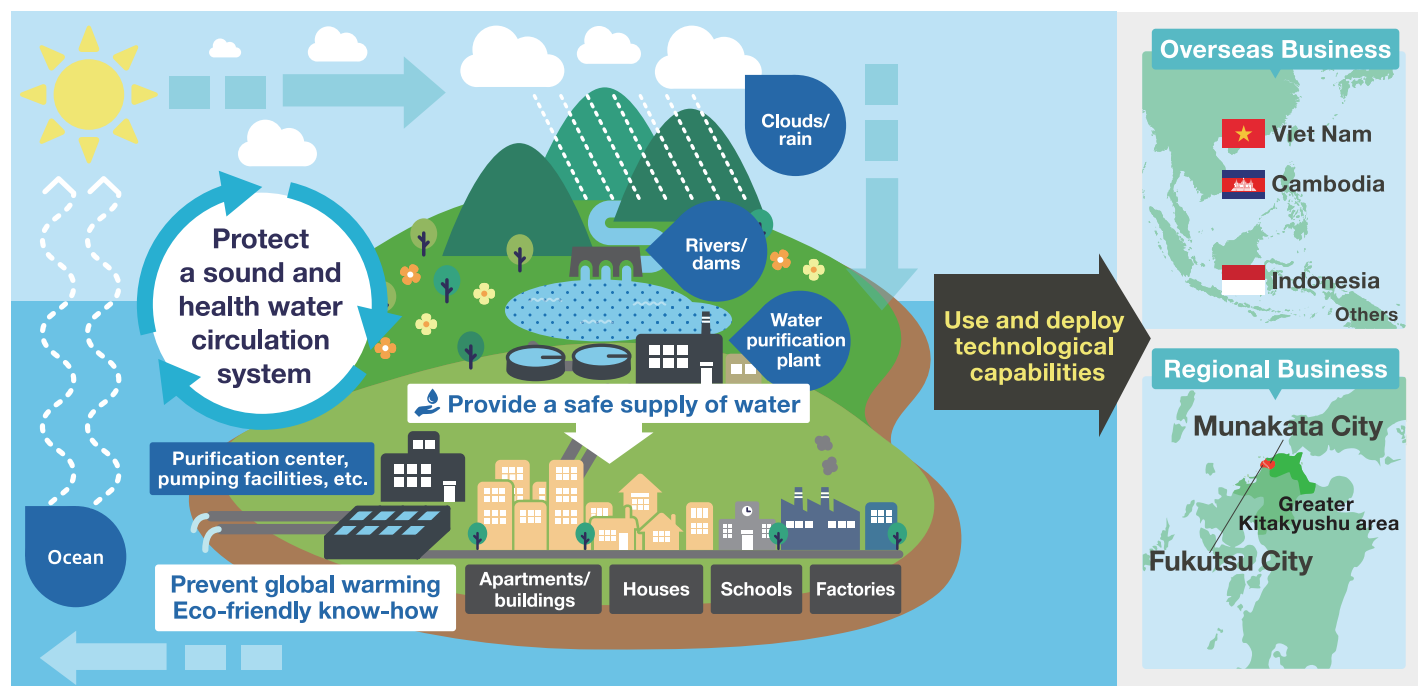 Clouds/
rain
Protect
a sound and
health water
circulation
system
Rivers/
dams
Water
purification
plant
Provide a safe supply of water
Purification center,
pumping facilities, etc.
Ocean
Prevent global warming
Eco-friendly know-how
Apartments/
buildings
Houses
Schools
Factories
Use and deploy
technological
capabilities
Overseas Business
Viet Nam
Cambodia
Indonesia
Others
Regional Business
Munakata City
Greater
Kitakyushu area
Fukutsu City